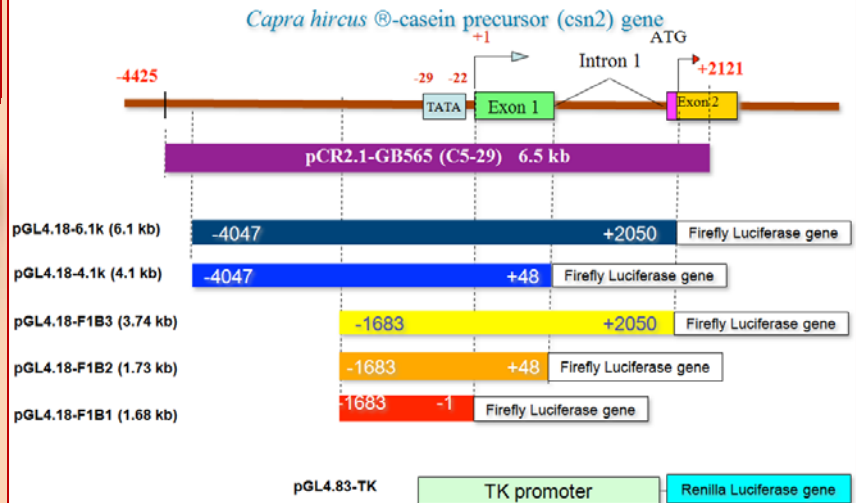 Capra hircus ®-casein precursor (csn2) gene
+1
ATG
-4425
-29 -22
Intron 1
+2121
TATA
Exon 1
Exon 2
pCR2.1-GB565 (C5-29) 6.5 kb
pGL4.18-6.1k (6.1 kb)
-4047 +2050
Firefly Luciferase gene
pGL4.18-4.1k (4.1 kb)
-4047 +48
Firefly Luciferase gene
pGL4.18-F1B3 (3.74 kb)
-1683 +2050
Firefly Luciferase gene
pGL4.18-F1B2 (1.73 kb)
-1683 +48
Firefly Luciferase gene
pGL4.18-F1B1 (1.68 kb)
-1683 -1
Firefly Luciferase gene
pGL4.83-TK
TK promoter
Renilla Luciferase gene